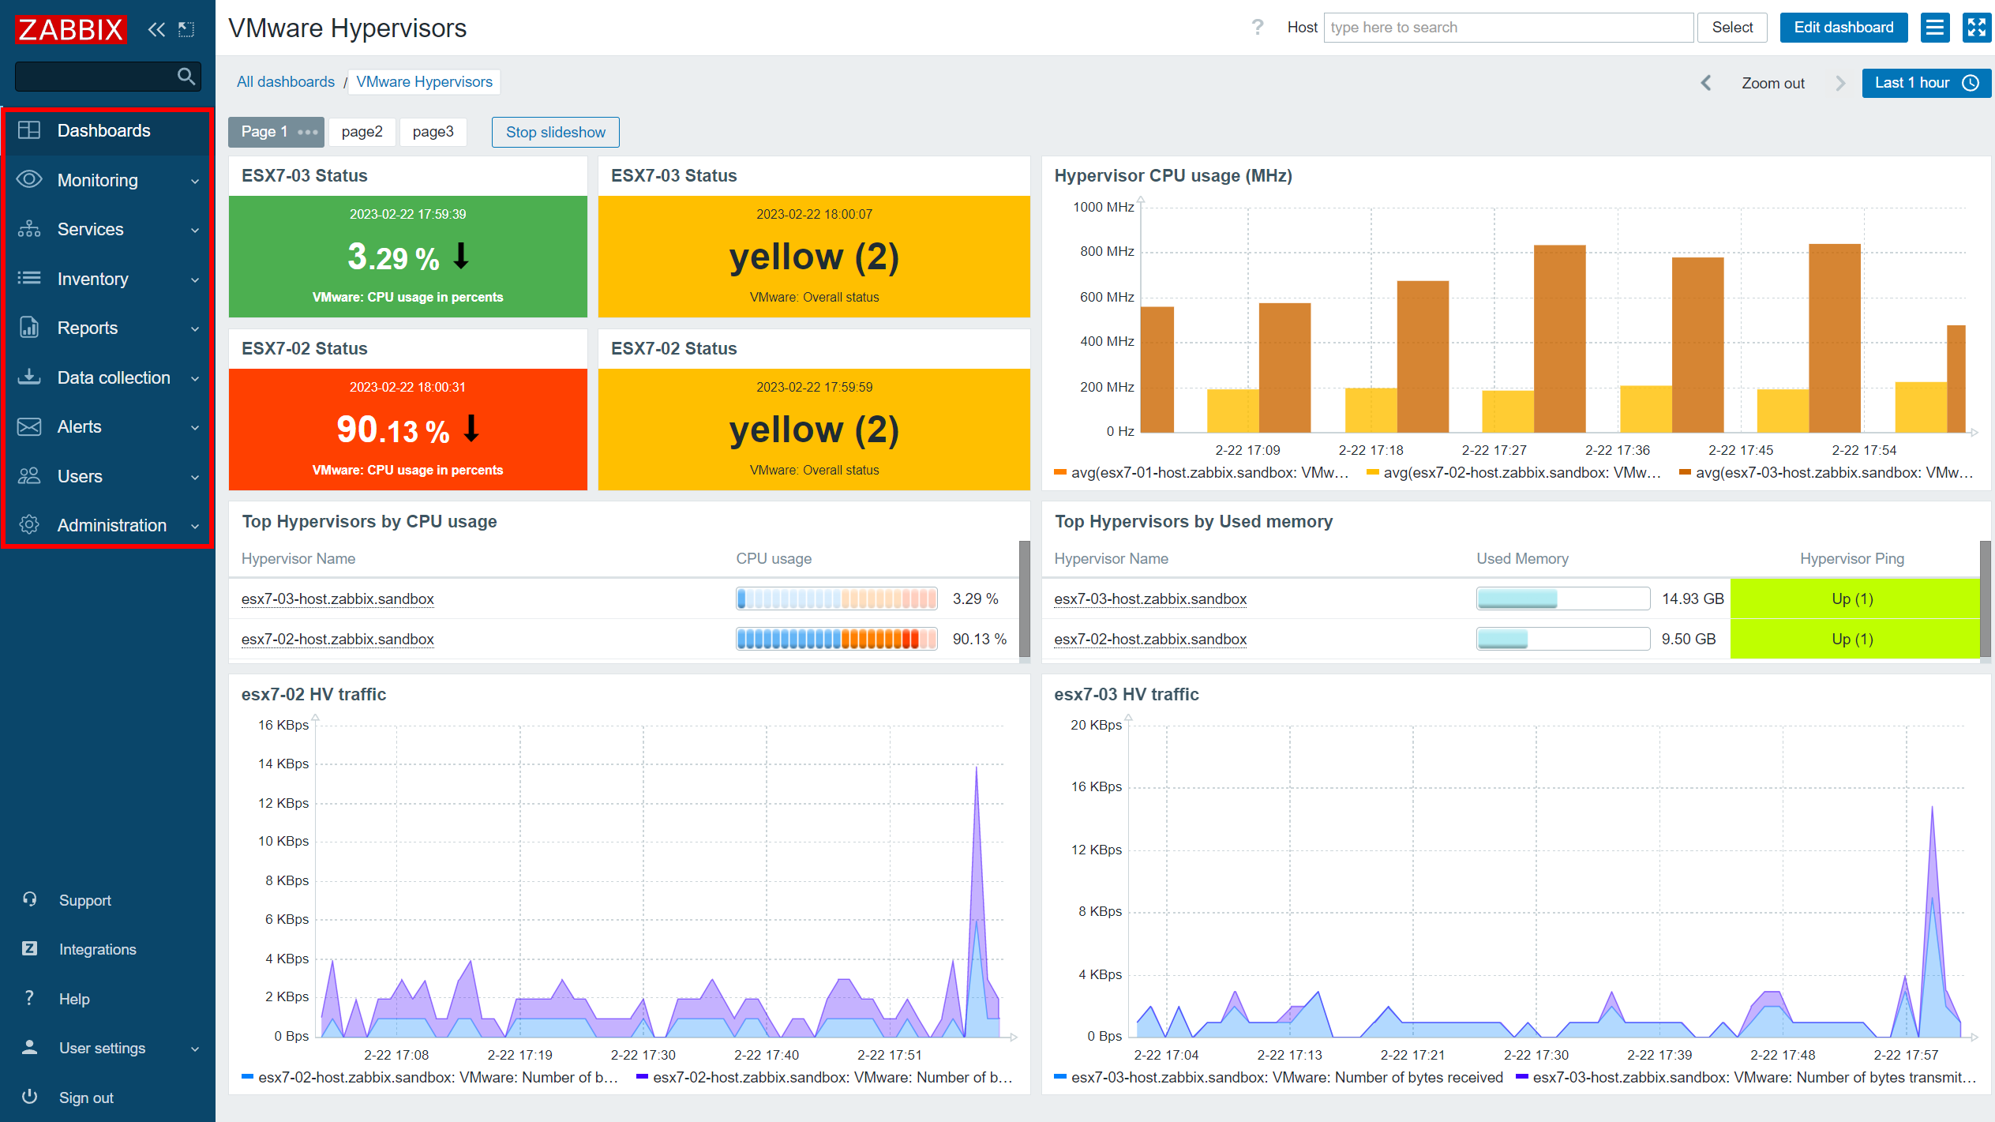 ZABBIX
VMware Hypervisors
?
Host
type here to search
Select
Edit dashboard
All dashboards / VMware Hypervisors
Zoom out
Last 1 hour
Page 1 •••
page2
page3
Stop slideshow
Dashboards
Monitoring
Services
Inventory
Reports
Data collection
Alerts
Users
Administration
Support
Z Integrations
? Help
User settings
Sign out
ESX7-03 Status
2023-02-22 17:59:39
3.29 %
VMware: CPU usage in percents
ESX7-03 Status
2023-02-22 18:00:07
yellow (2)
VMware: Overall status
ESX7-02 Status
2023-02-22 18:00:31
90.13 %
VMware: CPU usage in percents
ESX7-02 Status
2023-02-22 17:59:59
yellow (2)
VMware: Overall status
Hypervisor CPU usage (MHz)
1000 MHz
800 MHz
600 MHz
400 MHz
200 MHz
0 Hz
2-22 17:09 2-22 17:18 2-22 17:27 2-22 17:36 2-22 17:45 2-22 17:54
avg(esx7-01-host.zabbix.sandbox: VMw… avg(esx7-02-host.zabbix.sandbox: VMw… avg(esx7-03-host.zabbix.sandbox: VMw…
Top Hypervisors by CPU usage
Hypervisor Name CPU usage
esx7-03-host.zabbix.sandbox 3.29 %
esx7-02-host.zabbix.sandbox 90.13 %
Top Hypervisors by Used memory
Hypervisor Name Used Memory Hypervisor Ping
esx7-03-host.zabbix.sandbox 14.93 GB Up (1)
esx7-02-host.zabbix.sandbox 9.50 GB Up (1)
esx7-02 HV traffic
16 KBps
14 KBps
12 KBps
10 KBps
8 KBps
6 KBps
4 KBps
2 KBps
0 Bps
2-22 17:08 2-22 17:19 2-22 17:30 2-22 17:40 2-22 17:51
esx7-02-host.zabbix.sandbox: VMware: Number of b… esx7-02-host.zabbix.sandbox: VMware: Number of b…
esx7-03 HV traffic
20 KBps
16 KBps
12 KBps
8 KBps
4 KBps
0 Bps
2-22 17:04 2-22 17:13 2-22 17:21 2-22 17:30 2-22 17:39 2-22 17:48 2-22 17:57
esx7-03-host.zabbix.sandbox: VMware: Number of bytes received esx7-03-host.zabbix.sandbox: VMware: Number of bytes transmit…